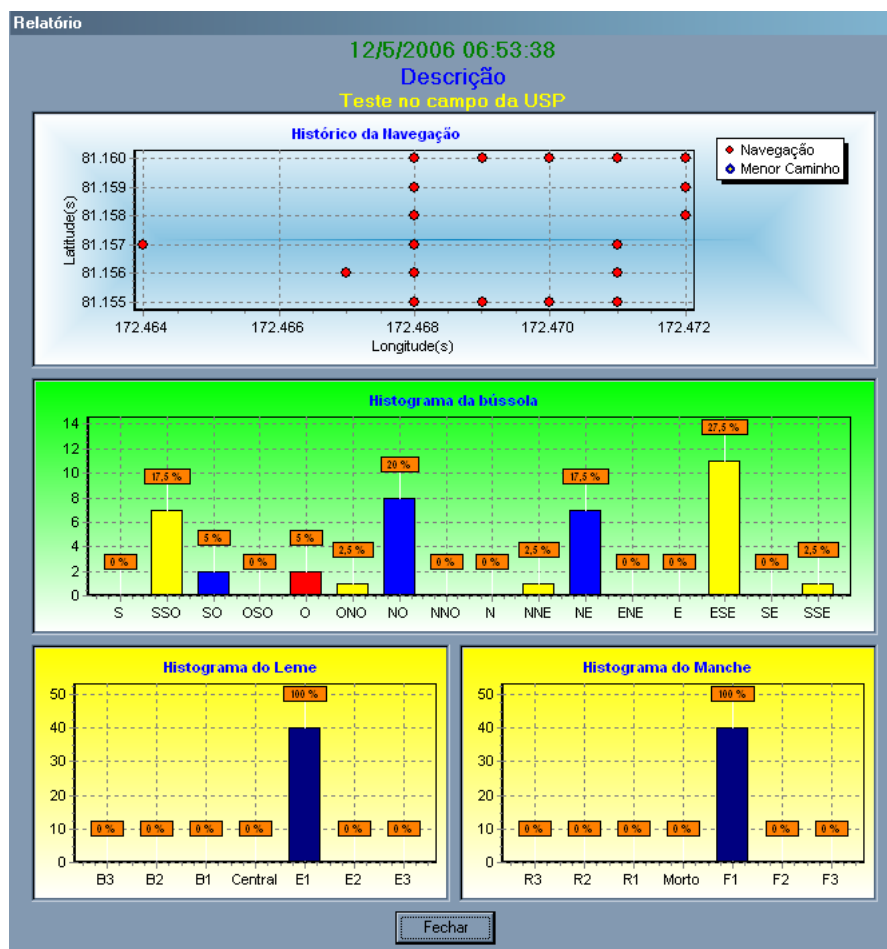 Relatório
12/5/2006 06:53:38
Descrição
Teste no campo da USP
Histórico da Navegação
Navegação
Menor Caminho
Latitude(s)
81.160
81.159
81.158
81.157
81.156
81.155
172.464 172.466 172.468 172.470 172.472
Longitude(s)
Histograma da bússola
14
12
10
8
6
4
2
0
0 % 17,5 % 5 % 0 % 5 % 2,5 % 20 % 0 % 0 % 2,5 % 17,5 % 0 % 0 % 27,5 % 0 % 2,5 %
S SSO SO OSO O ONO NO NNO N NNE NE ENE E ESE SE SSE
Histograma do Leme
50
40
30
20
10
0
0 % 0 % 0 % 0 % 100 % 0 % 0 %
B3 B2 B1 Central E1 E2 E3
Histograma do Manche
50
40
30
20
10
0
0 % 0 % 0 % 0 % 100 % 0 % 0 %
R3 R2 R1 Morto F1 F2 F3
Fechar